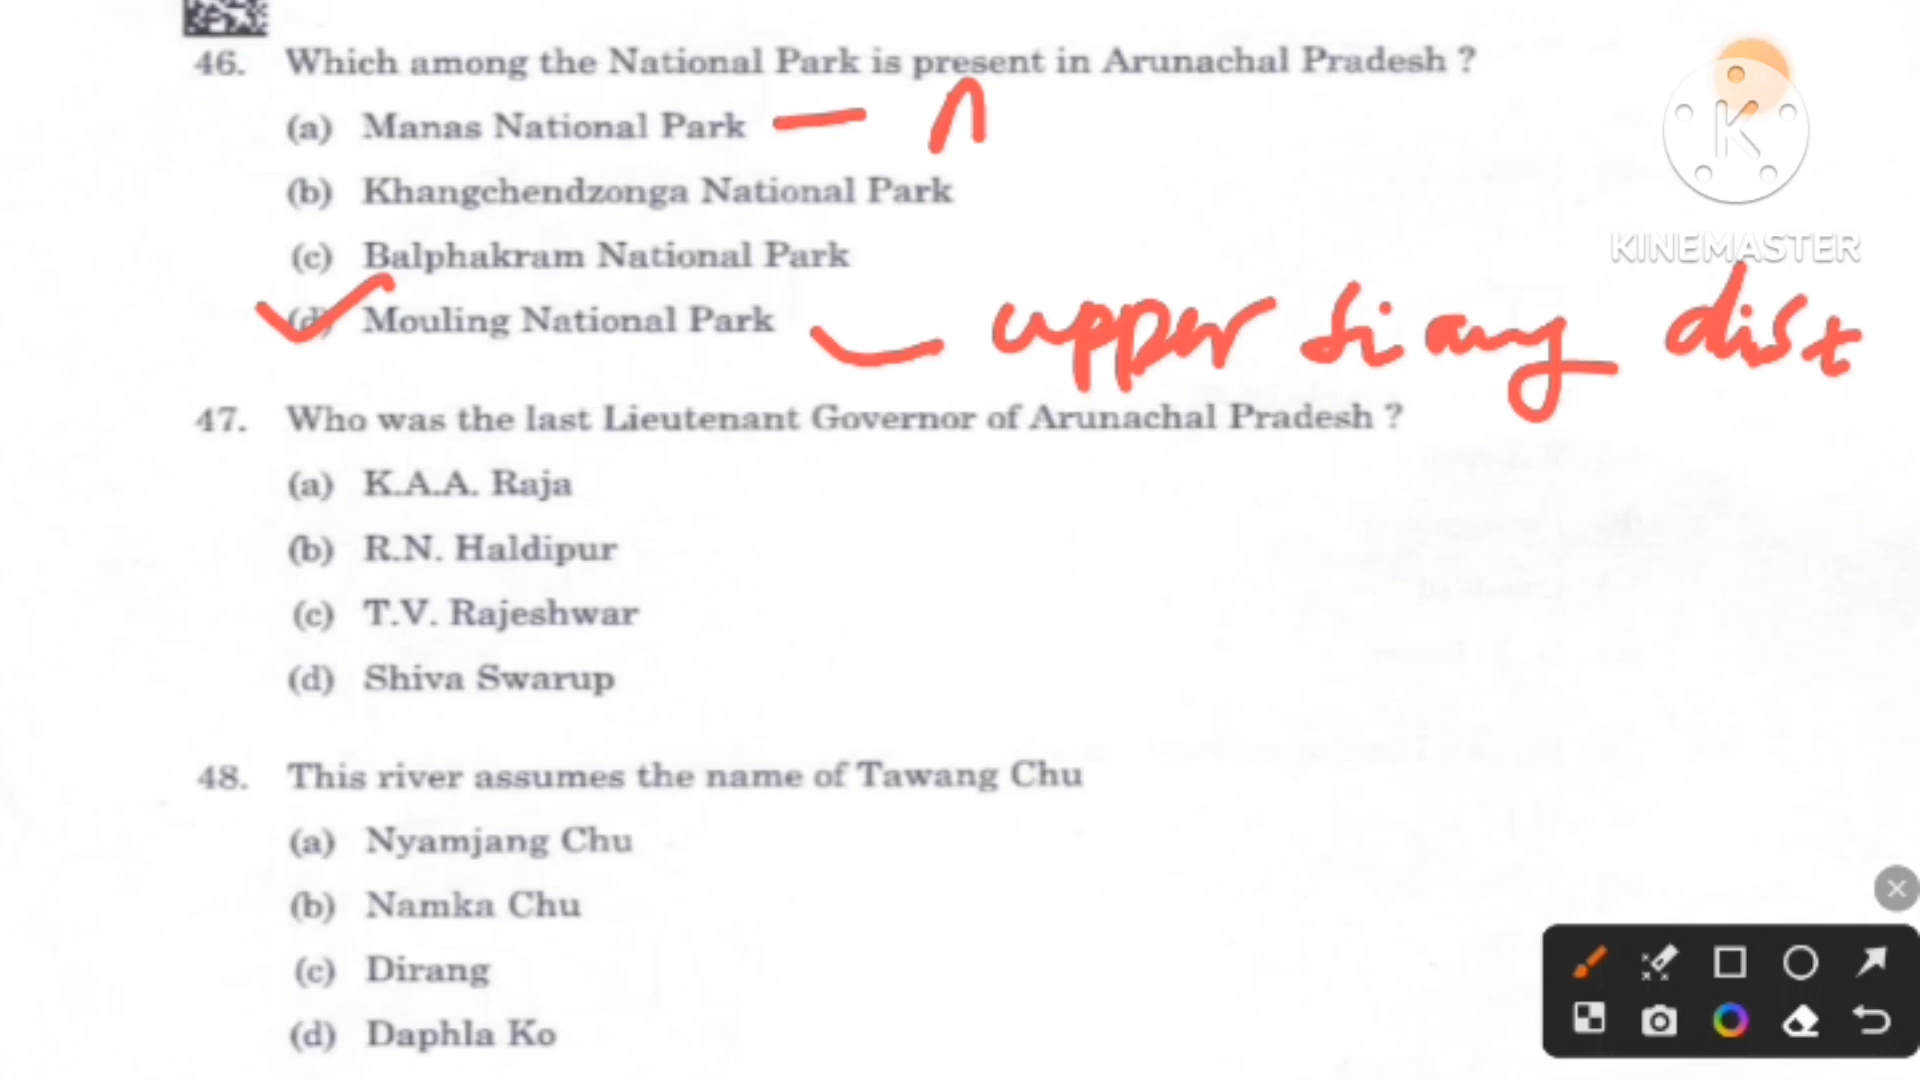 46. Which among the National Park is present in Arunachal Pradesh ?
(a) Manas National Park
(b) Khangchendzonga National Park
(c) Balphakram National Park
(d) Mouling National Park upper siang dist
47. Who was the last Lieutenant Governor of Arunachal Pradesh ?
(a) K.A.A. Raja
(b) R.N. Haldipur
(c) T.V. Rajeshwar
(d) Shiva Swarup
48. This river assumes the name of Tawang Chu
(a) Nyamjang Chu
(b) Namka Chu
(c) Dirang
(d) Daphla Ko
K
KINEMASTER